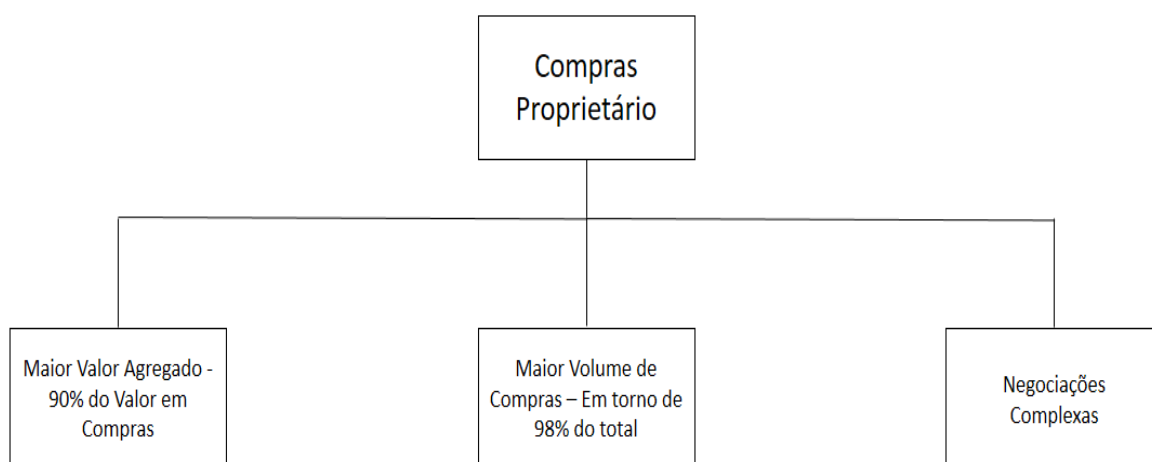 Compras
Proprietário
Maior Valor Agregado -
90% do Valor em
Compras
Maior Volume de
Compras – Em torno de
98% do total
Negociações
Complexas